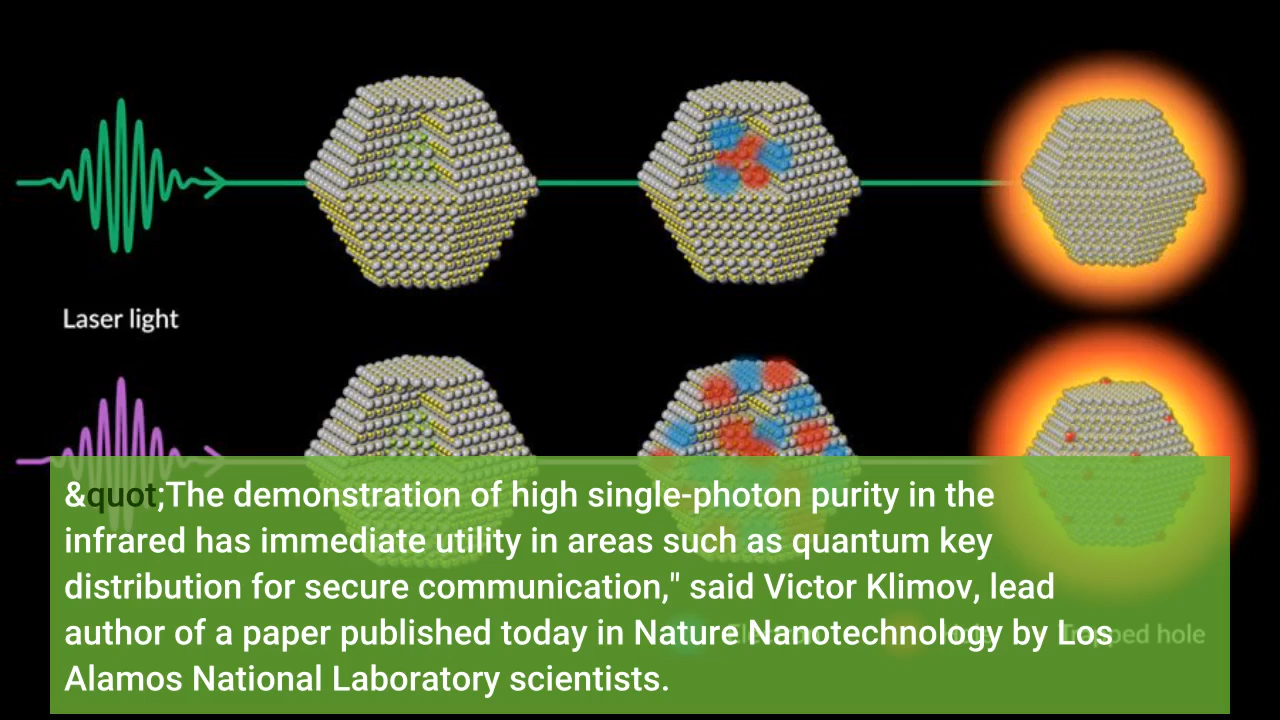 Laser light
&quot;The demonstration of high single-photon purity in the
infrared has immediate utility in areas such as quantum key
distribution for secure communication," said Victor Klimov, lead
author of a paper published today in Nature Nanotechnology by Los
Alamos National Laboratory scientists.
Trapped hole